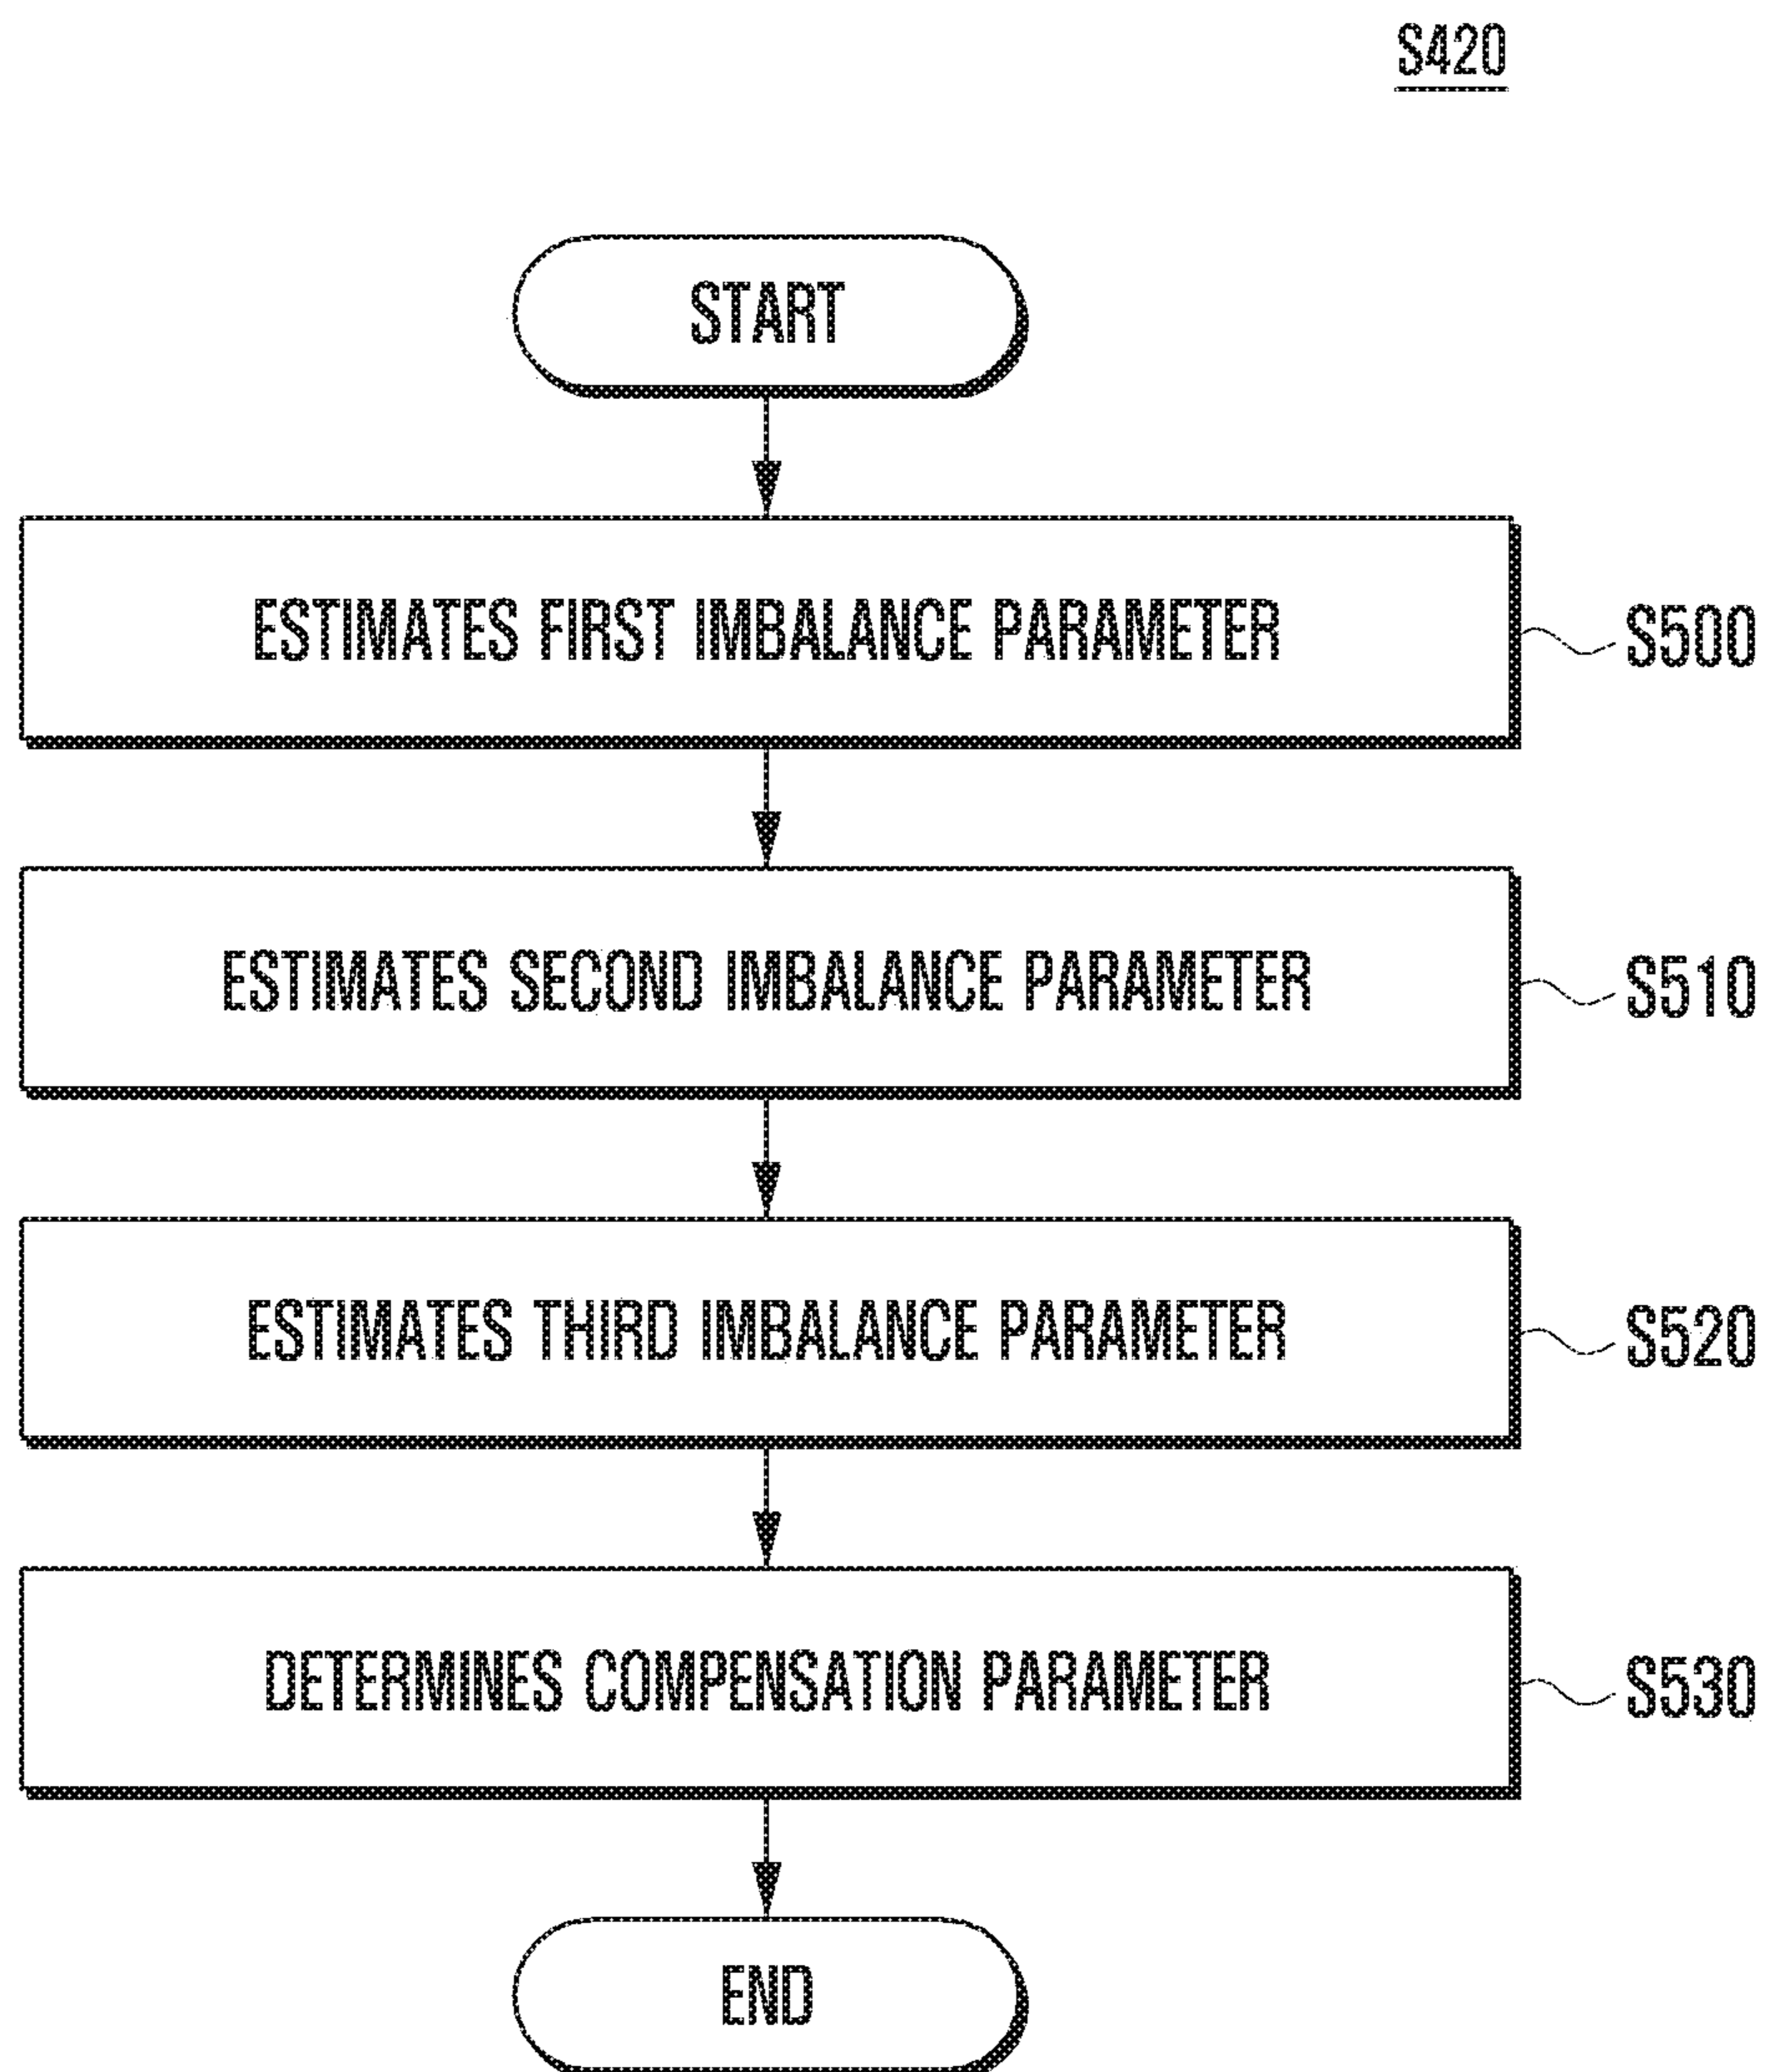 S420
START
ESTIMATES FIRST IMBALANCE PARAMETER
S500
ESTIMATES SECOND IMBALANCE PARAMETER
S510
ESTIMATES THIRD IMBALANCE PARAMETER
S520
DETERMINES COMPENSATION PARAMETER
S530
END